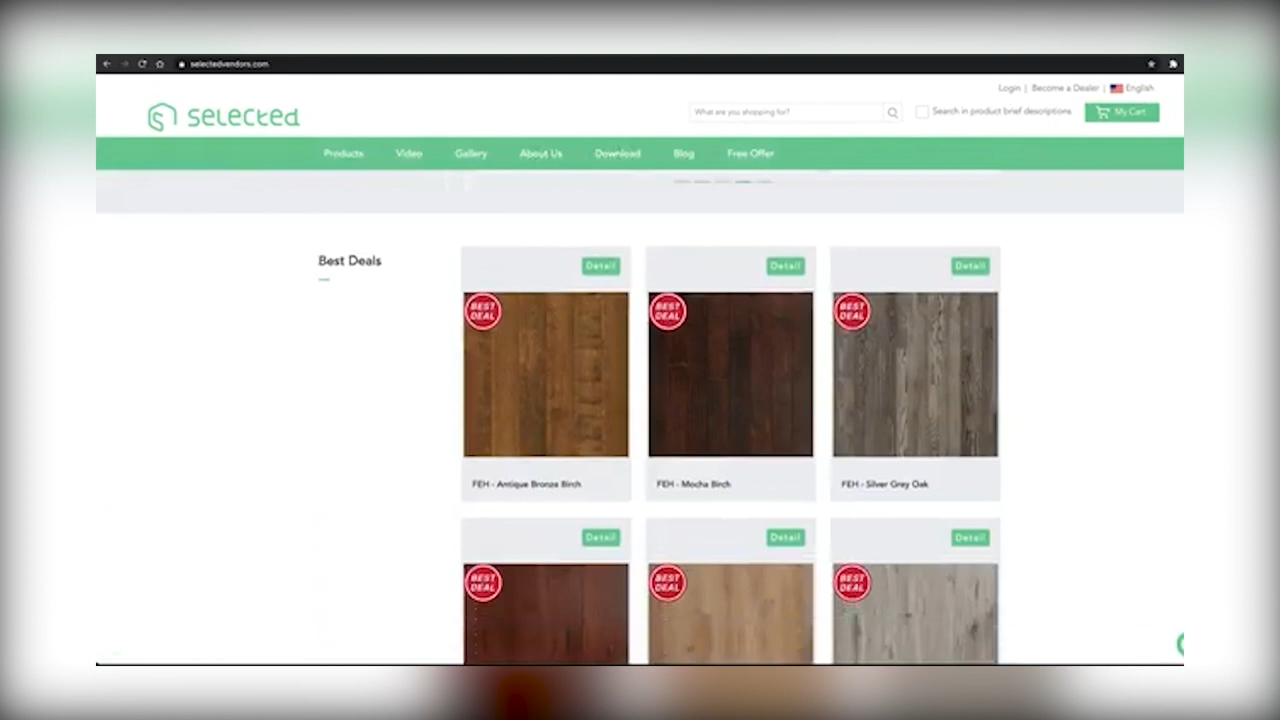 selectedvendors.com
Login | Become a Dealer | English
selected
What are you shopping for?
Search in product brief descriptions
My Cart
Products Video Gallery About Us Download Blog Free Offer
Best Deals
Detail Detail Detail
BEST DEAL BEST DEAL BEST DEAL
FEH - Antique Bronze Birch FEH - Mocha Birch FEH - Silver Grey Oak
Detail Detail Detail
BEST DEAL BEST DEAL BEST DEAL